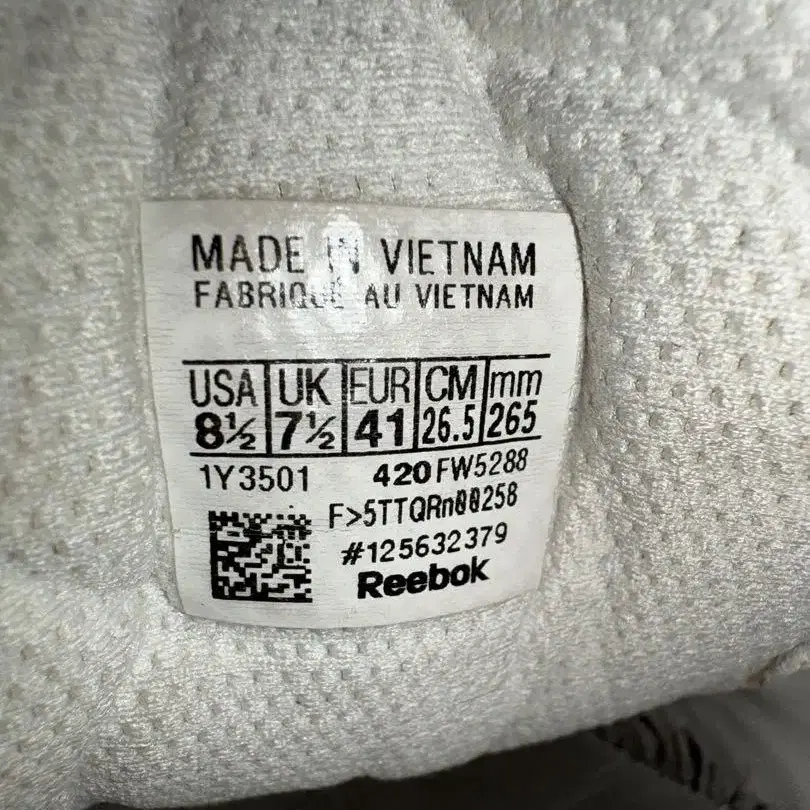 MADE IN VIETNAM
FABRIQUÉ AU VIETNAM
USA UK EUR CM mm
8½ 7½ 41 26.5 265
1Y3501 420 FW5288
F>5TTQRn00258
#125632379
Reebok